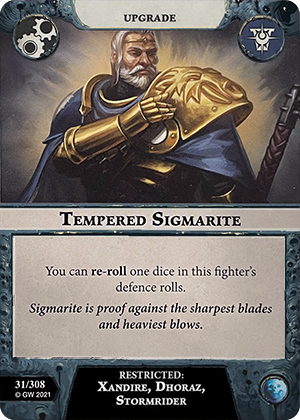 UPGRADE
TEMPERED SIGMARITE
You can re-roll one dice in this fighter's
defence rolls.
Sigmarite is proof against the sharpest blades
and heaviest blows.
31/308
© GW 2021
RESTRICTED:
XANDIRE, DHORAZ,
STORMRIDER